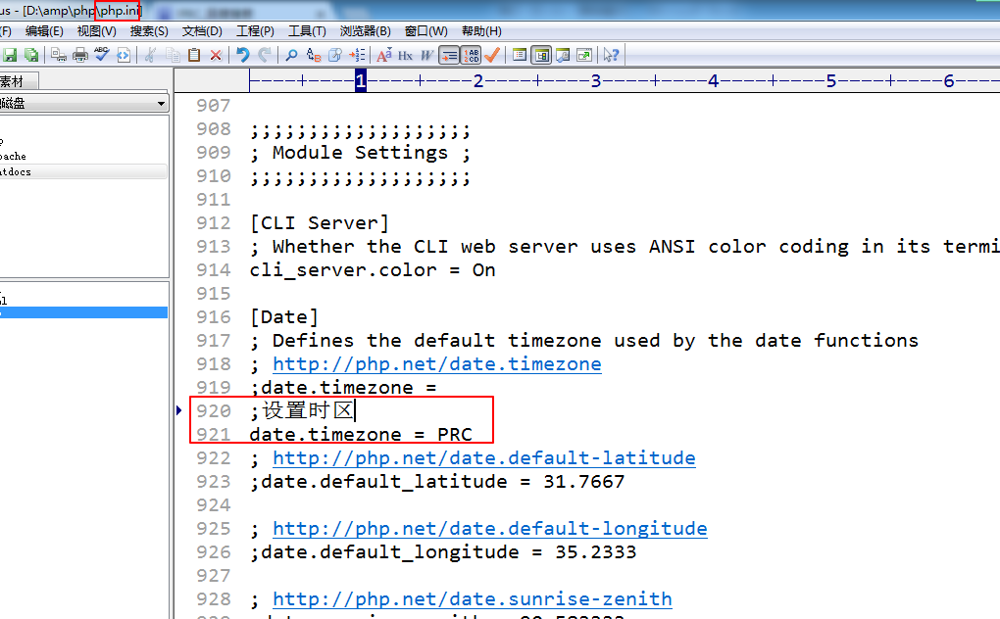 us - [D:\amp\php\php.ini]
(F) 编辑(E) 视图(V) 搜索(S) 文档(D) 工程(P) 工具(T) 浏览器(B) 窗口(W) 帮助(H)
素材
磁盘
pache
tdocs
1 2 3 4 5 6
907
908 ;;;;;;;;;;;;;;;;;;;
909 ; Module Settings ;
910 ;;;;;;;;;;;;;;;;;;;
911
912 [CLI Server]
913 ; Whether the CLI web server uses ANSI color coding in its termi
914 cli_server.color = On
915
916 [Date]
917 ; Defines the default timezone used by the date functions
918 ; http://php.net/date.timezone
919 ;date.timezone =
920 ;设置时区
921 date.timezone = PRC
922 ; http://php.net/date.default-latitude
923 ;date.default_latitude = 31.7667
924
925 ; http://php.net/date.default-longitude
926 ;date.default_longitude = 35.2333
927
928 ; http://php.net/date.sunrise-zenith